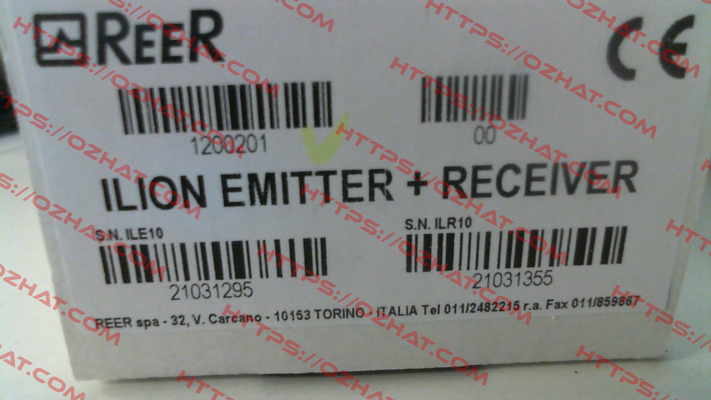 REER
CE
1200201 00
ILION EMITTER + RECEIVER
S.N. ILE10 S.N. ILR10
21031295 21031355
REER spa - 32, V. Carcano - 10153 TORINO - ITALIA Tel 011/2482215 r.a. Fax 011/859867
HTTPS://OZHAT.COM